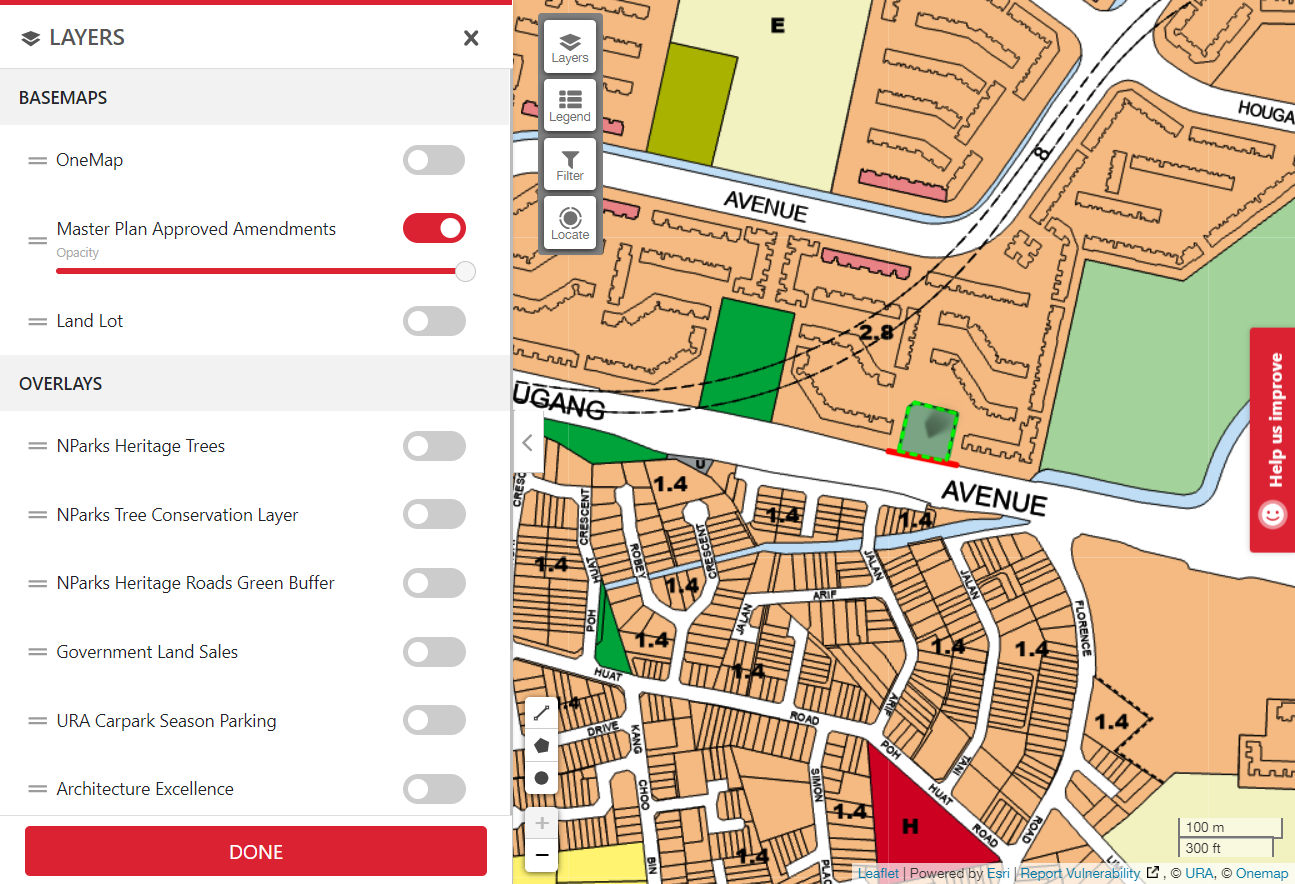 LAYERS
BASEMAPS
OneMap
Master Plan Approved Amendments
Opacity
Land Lot
OVERLAYS
NParks Heritage Trees
NParks Tree Conservation Layer
NParks Heritage Roads Green Buffer
Government Land Sales
URA Carpark Season Parking
Architecture Excellence
DONE
Layers
Legend
Filter
Locate
E
HOUGA
8
AVENUE
2.8
UGANG
AVENUE
U
1.4
1.4
1.4
CRESC
CRESCENT
HUAT
POH
ROBEY
CRESCENT
1.4
1.4
JALAN
ARIF
JALAN
JALAN
FLORENCE
1.4
1.4
1.4
1.4
HUAT
ROAD
ARIF
1.4
.4
DRIVE
KANG
CHOO
BIN
SIMON
PLAC
POH
HUAT
ROAD
TANI
ROAD
1.4
1.4
H
Help us improve
100 m
300 ft
Leaflet | Powered by Esri | Report Vulnerability , © URA, © Onemap